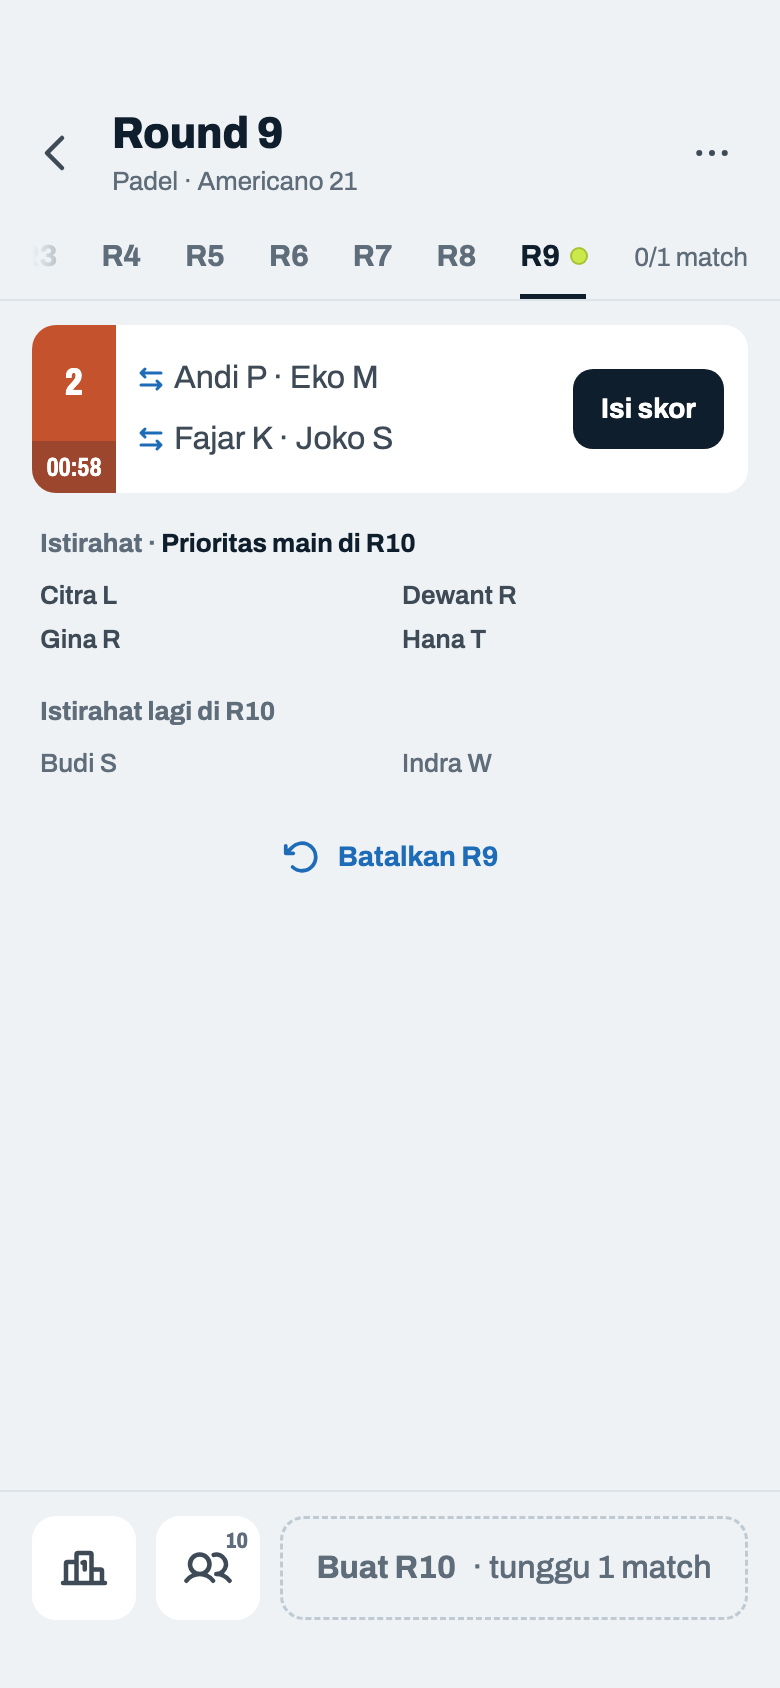 Round 9
Padel · Americano 21
R4 R5 R6 R7 R8 R9 0/1 match
2
00:58
Andi P · Eko M
Fajar K · Joko S
Isi skor
Istirahat · Prioritas main di R10
Citra L Dewant R
Gina R Hana T
Istirahat lagi di R10
Budi S Indra W
Batalkan R9
10
Buat R10 · tunggu 1 match